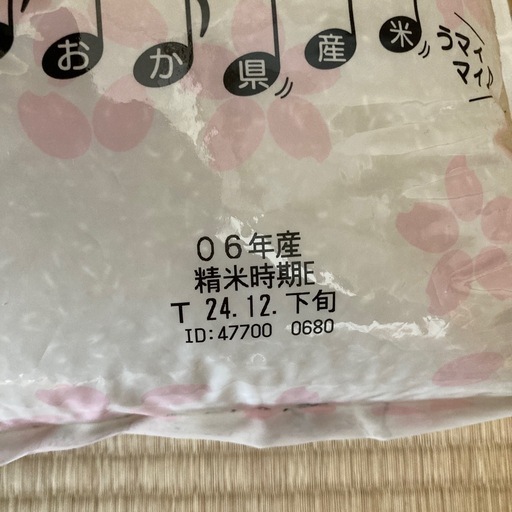 おか県産米
うマイ
マイ♪
06年産
精米時期E
T 24.12.下旬
ID:47700 0680